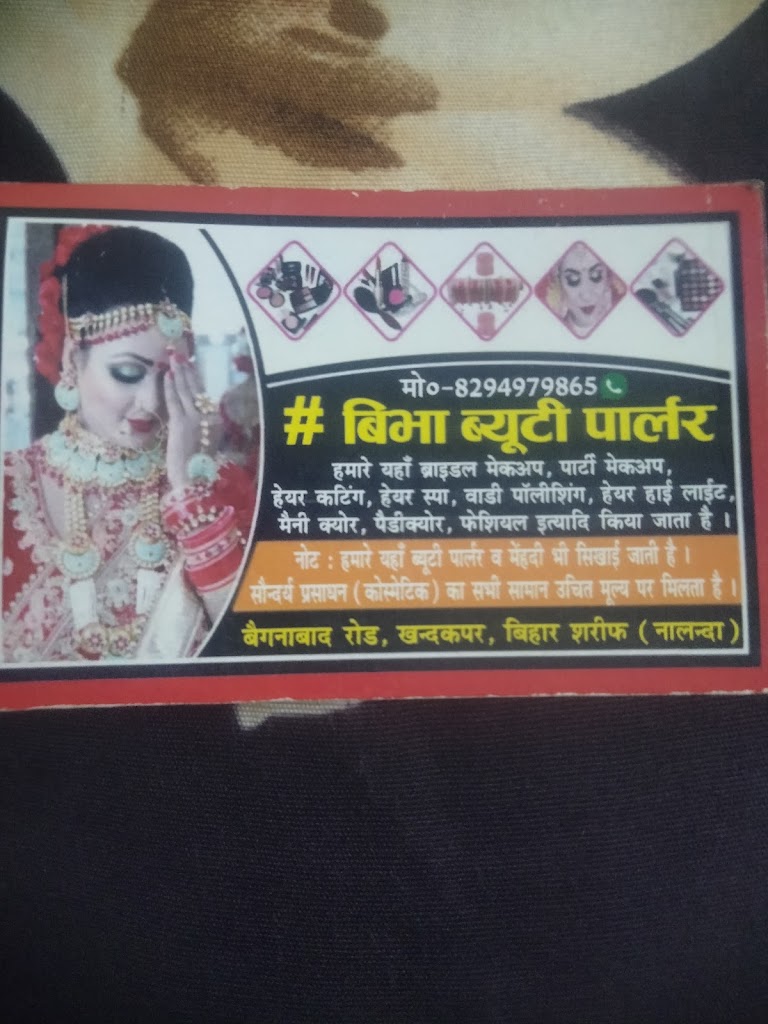 मो०-8294979865
# बिभा ब्यूटी पार्लर
हमारे यहाँ ब्राइडल मेकअप, पार्टी मेकअप,
हेयर कटिंग, हेयर स्पा, वाडी पॉलीशिंग, हेयर हाई लाईट,
मैनी क्योर, पैडीक्योर, फेशियल इत्यादि किया जाता है ।
नोट : हमारे यहाँ ब्यूटी पार्लर व मेंहदी भी सिखाई जाती है ।
सौन्दर्य प्रसाधन ( कोस्मेटिक ) का सभी सामान उचित मूल्य पर मिलता है ।
बैगनाबाद रोड, खन्दकपर, बिहार शरीफ ( नालन्दा )